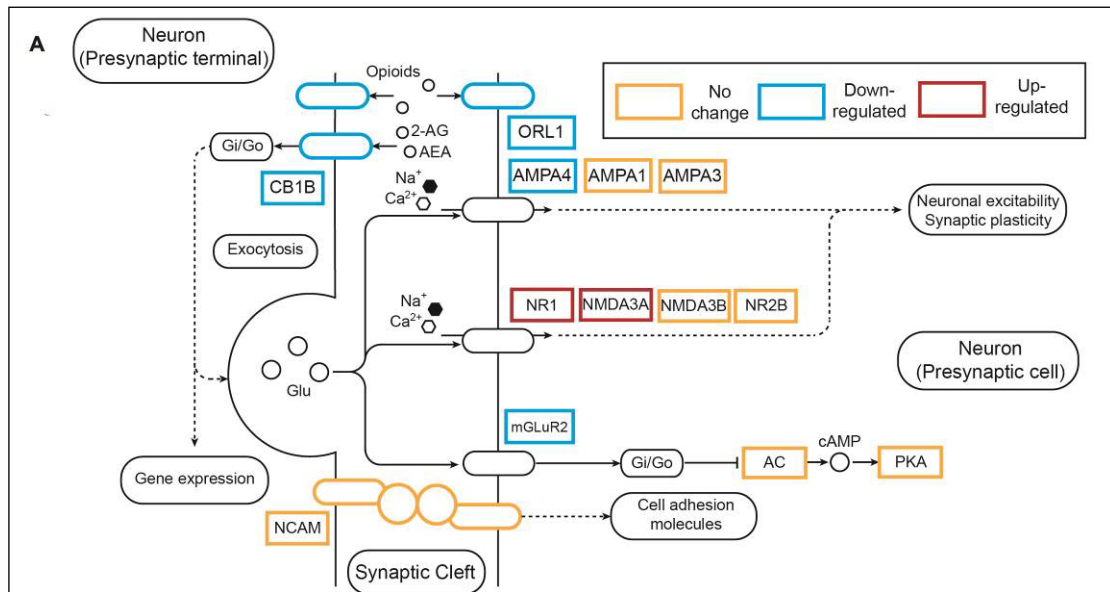 A
Neuron
(Presynaptic terminal)
Opioids
No
change
Down-
regulated
Up-
regulated
2-AG
AEA
Gi/Go
ORL1
CB1B
AMPA4
AMPA1
AMPA3
Na+
Ca2+
Neuronal excitability
Synaptic plasticity
Exocytosis
Na+
Ca2+
NR1
NMDA3A
NMDA3B
NR2B
Neuron
(Presynaptic cell)
Glu
mGLuR2
cAMP
Gi/Go
AC
PKA
Gene expression
Cell adhesion
molecules
NCAM
Synaptic Cleft